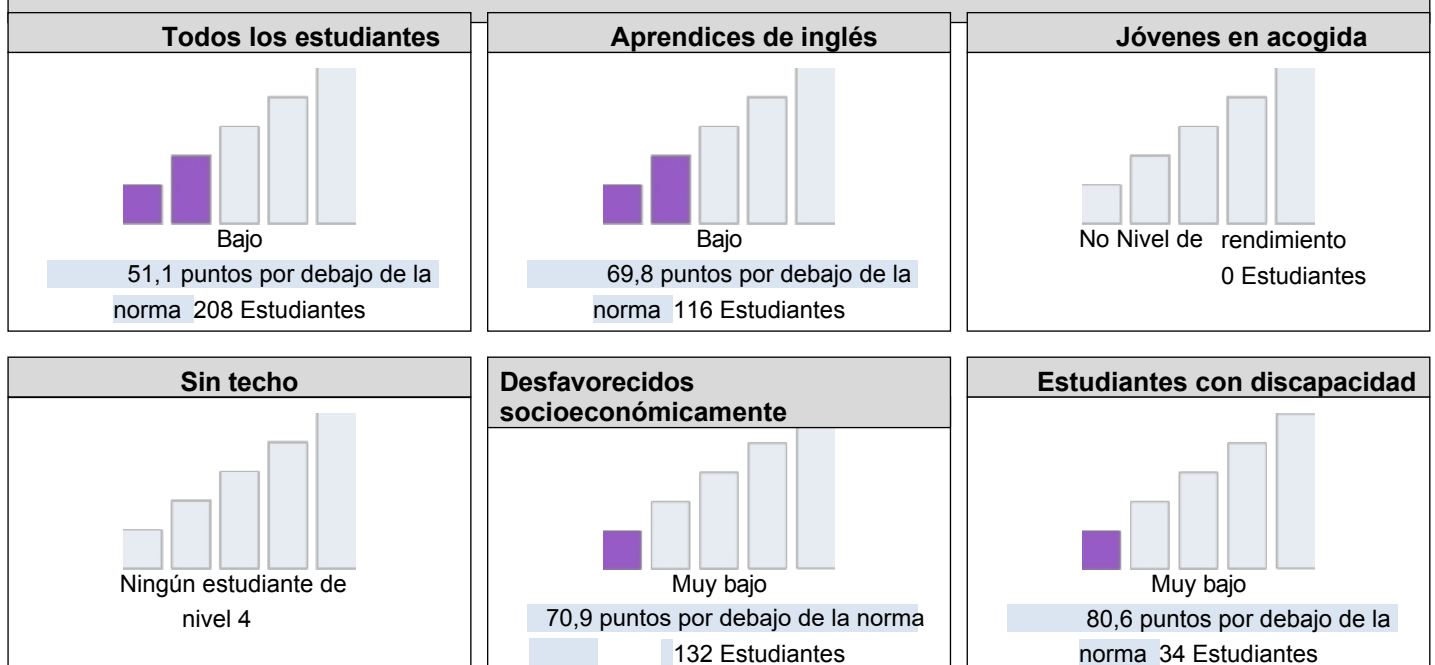 Todos los estudiantes
Bajo
51,1 puntos por debajo de la
norma 208 Estudiantes
Aprendices de inglés
Bajo
69,8 puntos por debajo de la
norma 116 Estudiantes
Jóvenes en acogida
No Nivel de rendimiento
0 Estudiantes
Sin techo
Ningún estudiante de
nivel 4
Desfavorecidos
socioeconómicamente
Muy bajo
70,9 puntos por debajo de la norma
132 Estudiantes
Estudiantes con discapacidad
Muy bajo
80,6 puntos por debajo de la
norma 34 Estudiantes